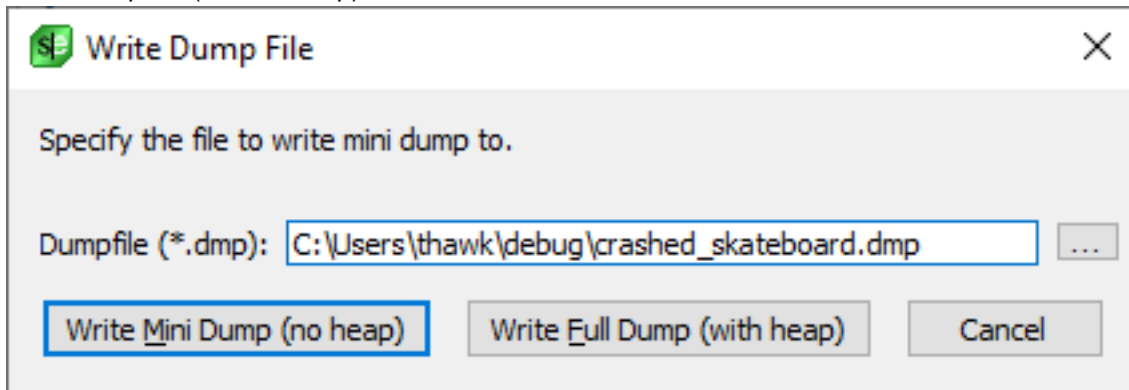 Write Dump File
Specify the file to write mini dump to.
Dumpfile (*.dmp): C:\Users\thawk\debug\crashed_skateboard.dmp ...
Write Mini Dump (no heap) Write Full Dump (with heap) Cancel